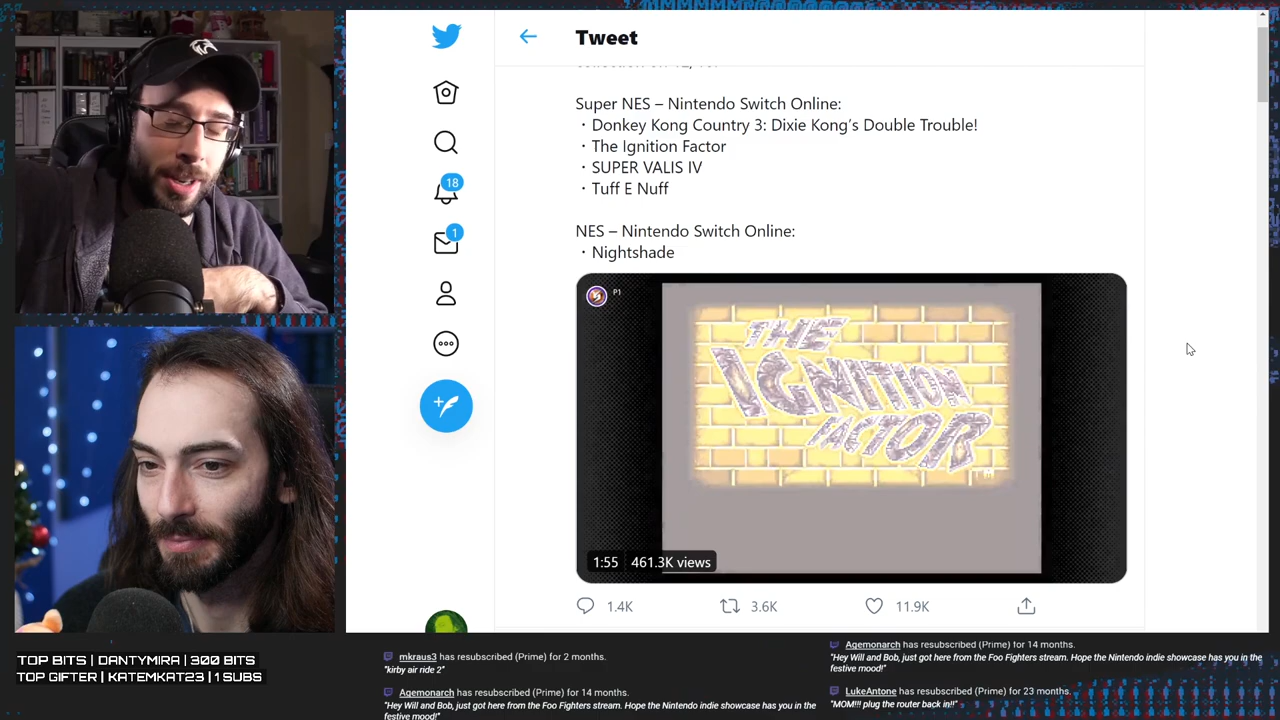 Tweet
Super NES – Nintendo Switch Online:
・Donkey Kong Country 3: Dixie Kong’s Double Trouble!
・The Ignition Factor
・SUPER VALIS IV
・Tuff E Nuff
NES – Nintendo Switch Online:
・Nightshade
18
1
P1
THE
IGNITION
FACTOR
1:55 461.3K views
1.4K 3.6K 11.9K
TOP BITS | DANTYMIRA | 300 BITS
TOP GIFTER | KATEMKAT23 | 1 SUBS
mkraus3 has resubscribed (Prime) for 2 months.
"kirby air ride 2"
Agemonarch has resubscribed (Prime) for 14 months.
"Hey Will and Bob, just got here from the Foo Fighters stream. Hope the Nintendo indie showcase has you in the
festive mood!"
Agemonarch has resubscribed (Prime) for 14 months.
"Hey Will and Bob, just got here from the Foo Fighters stream. Hope the Nintendo indie showcase has you in the
festive mood!"
LukeAntone has resubscribed (Prime) for 23 months.
"MOM!!! plug the router back in!!"